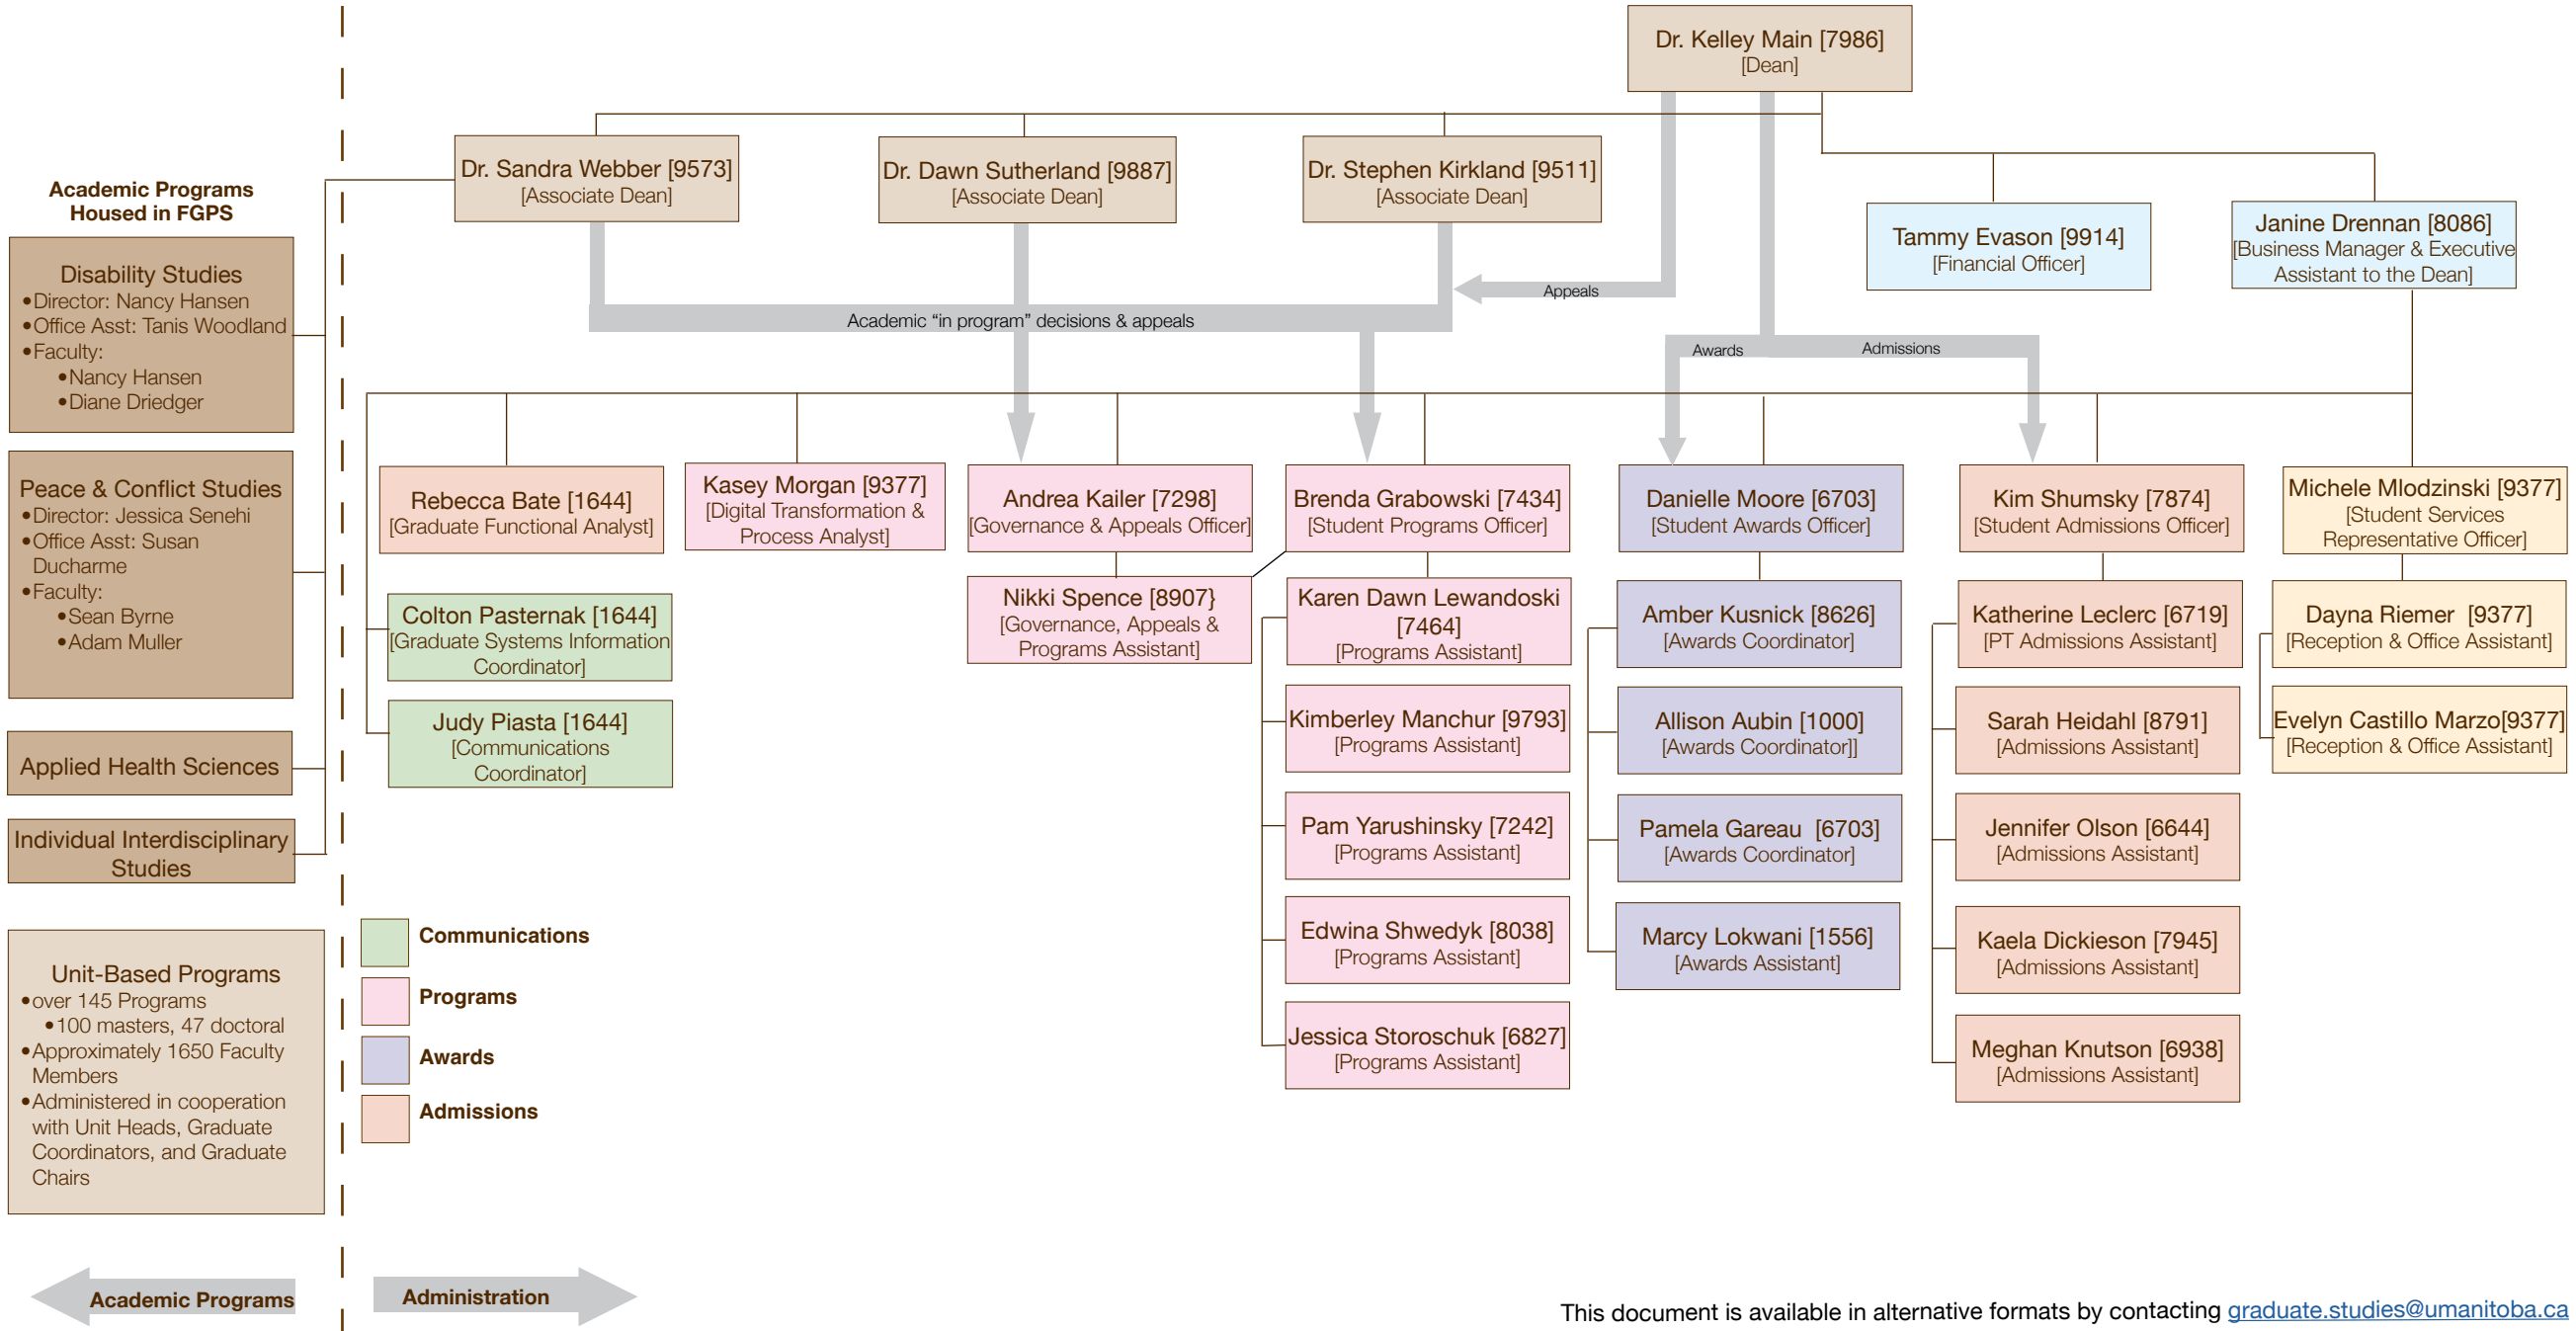 Dr. Kelley Main [7986]
[Dean]
Dr. Sandra Webber [9573]
[Associate Dean]
Dr. Dawn Sutherland [9887]
[Associate Dean]
Dr. Stephen Kirkland [9511]
[Associate Dean]
Tammy Evason [9914]
[Financial Officer]
Janine Drennan [8086]
[Business Manager & Executive
Assistant to the Dean]
Appeals
Academic “in program” decisions & appeals
Awards
Admissions
Academic Programs
Housed in FGPS
Disability Studies
•Director: Nancy Hansen
•Office Asst: Tanis Woodland
•Faculty:
•Nancy Hansen
•Diane Driedger
Peace & Conflict Studies
•Director: Jessica Senehi
•Office Asst: Susan
Ducharme
•Faculty:
•Sean Byrne
•Adam Muller
Applied Health Sciences
Individual Interdisciplinary
Studies
Unit-Based Programs
•over 145 Programs
•100 masters, 47 doctoral
•Approximately 1650 Faculty
Members
•Administered in cooperation
with Unit Heads, Graduate
Coordinators, and Graduate
Chairs
Rebecca Bate [1644]
[Graduate Functional Analyst]
Colton Pasternak [1644]
[Graduate Systems Information
Coordinator]
Judy Piasta [1644]
[Communications
Coordinator]
Kasey Morgan [9377]
[Digital Transformation &
Process Analyst]
Andrea Kailer [7298]
[Governance & Appeals Officer]
Nikki Spence [8907}
[Governance, Appeals &
Programs Assistant]
Brenda Grabowski [7434]
[Student Programs Officer]
Karen Dawn Lewandoski
[7464]
[Programs Assistant]
Kimberley Manchur [9793]
[Programs Assistant]
Pam Yarushinsky [7242]
[Programs Assistant]
Edwina Shwedyk [8038]
[Programs Assistant]
Jessica Storoschuk [6827]
[Programs Assistant]
Danielle Moore [6703]
[Student Awards Officer]
Amber Kusnick [8626]
[Awards Coordinator]
Allison Aubin [1000]
[Awards Coordinator]]
Pamela Gareau [6703]
[Awards Coordinator]
Marcy Lokwani [1556]
[Awards Assistant]
Kim Shumsky [7874]
[Student Admissions Officer]
Katherine Leclerc [6719]
[PT Admissions Assistant]
Sarah Heidahl [8791]
[Admissions Assistant]
Jennifer Olson [6644]
[Admissions Assistant]
Kaela Dickieson [7945]
[Admissions Assistant]
Meghan Knutson [6938]
[Admissions Assistant]
Michele Mlodzinski [9377]
[Student Services
Representative Officer]
Dayna Riemer [9377]
[Reception & Office Assistant]
Evelyn Castillo Marzo[9377]
[Reception & Office Assistant]
Communications
Programs
Awards
Admissions
Academic Programs
Administration
This document is available in alternative formats by contacting graduate.studies@umanitoba.ca